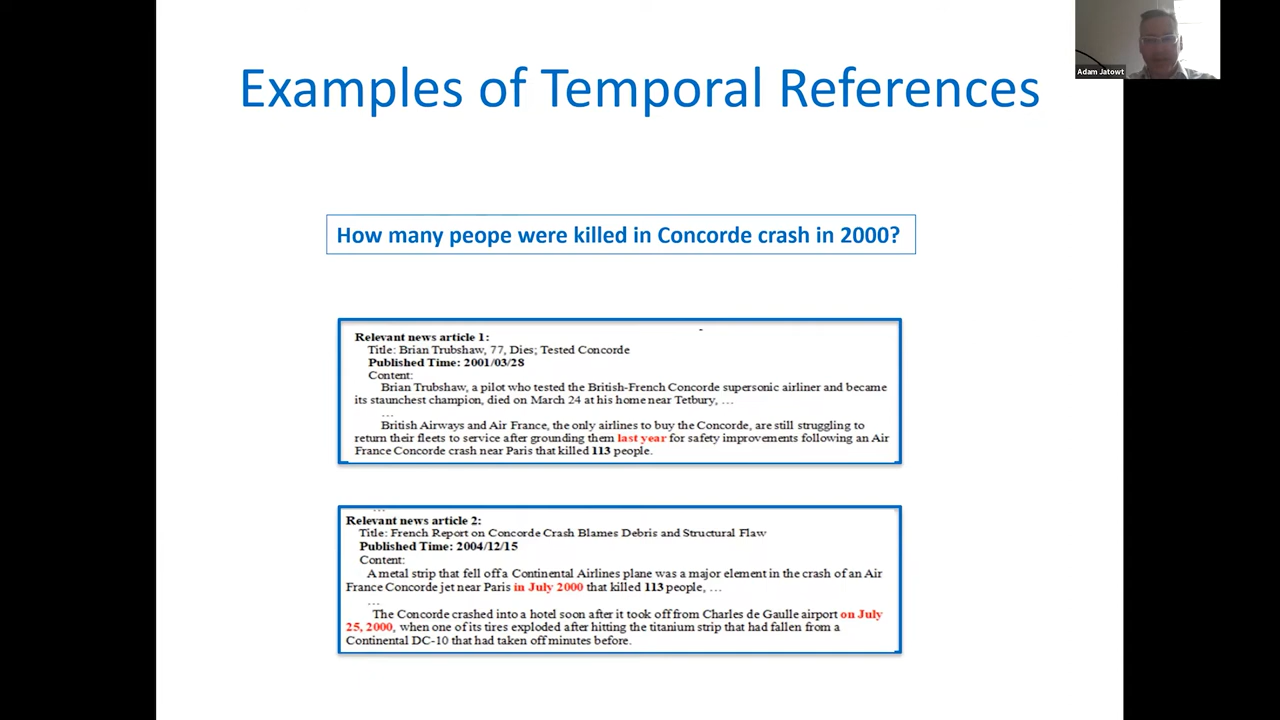 Adam Jatowt
Examples of Temporal References
How many peope were killed in Concorde crash in 2000?
Relevant news article 1:
Title: Brian Trubshaw, 77, Dies; Tested Concorde
Published Time: 2001/03/28
Content:
Brian Trubshaw, a pilot who tested the British-French Concorde supersonic airliner and became
its staunchest champion, died on March 24 at his home near Tetbury, …
…
British Airways and Air France, the only airlines to buy the Concorde, are still struggling to
return their fleets to service after grounding them last year for safety improvements following an Air
France Concorde crash near Paris that killed 113 people.
…
Relevant news article 2:
Title: French Report on Concorde Crash Blames Debris and Structural Flaw
Published Time: 2004/12/15
Content:
A metal strip that fell off a Continental Airlines plane was a major element in the crash of an Air
France Concorde jet near Paris in July 2000 that killed 113 people, …
…
The Concorde crashed into a hotel soon after it took off from Charles de Gaulle airport on July
25, 2000, when one of its tires exploded after hitting the titanium strip that had fallen from a
Continental DC-10 that had taken off minutes before.